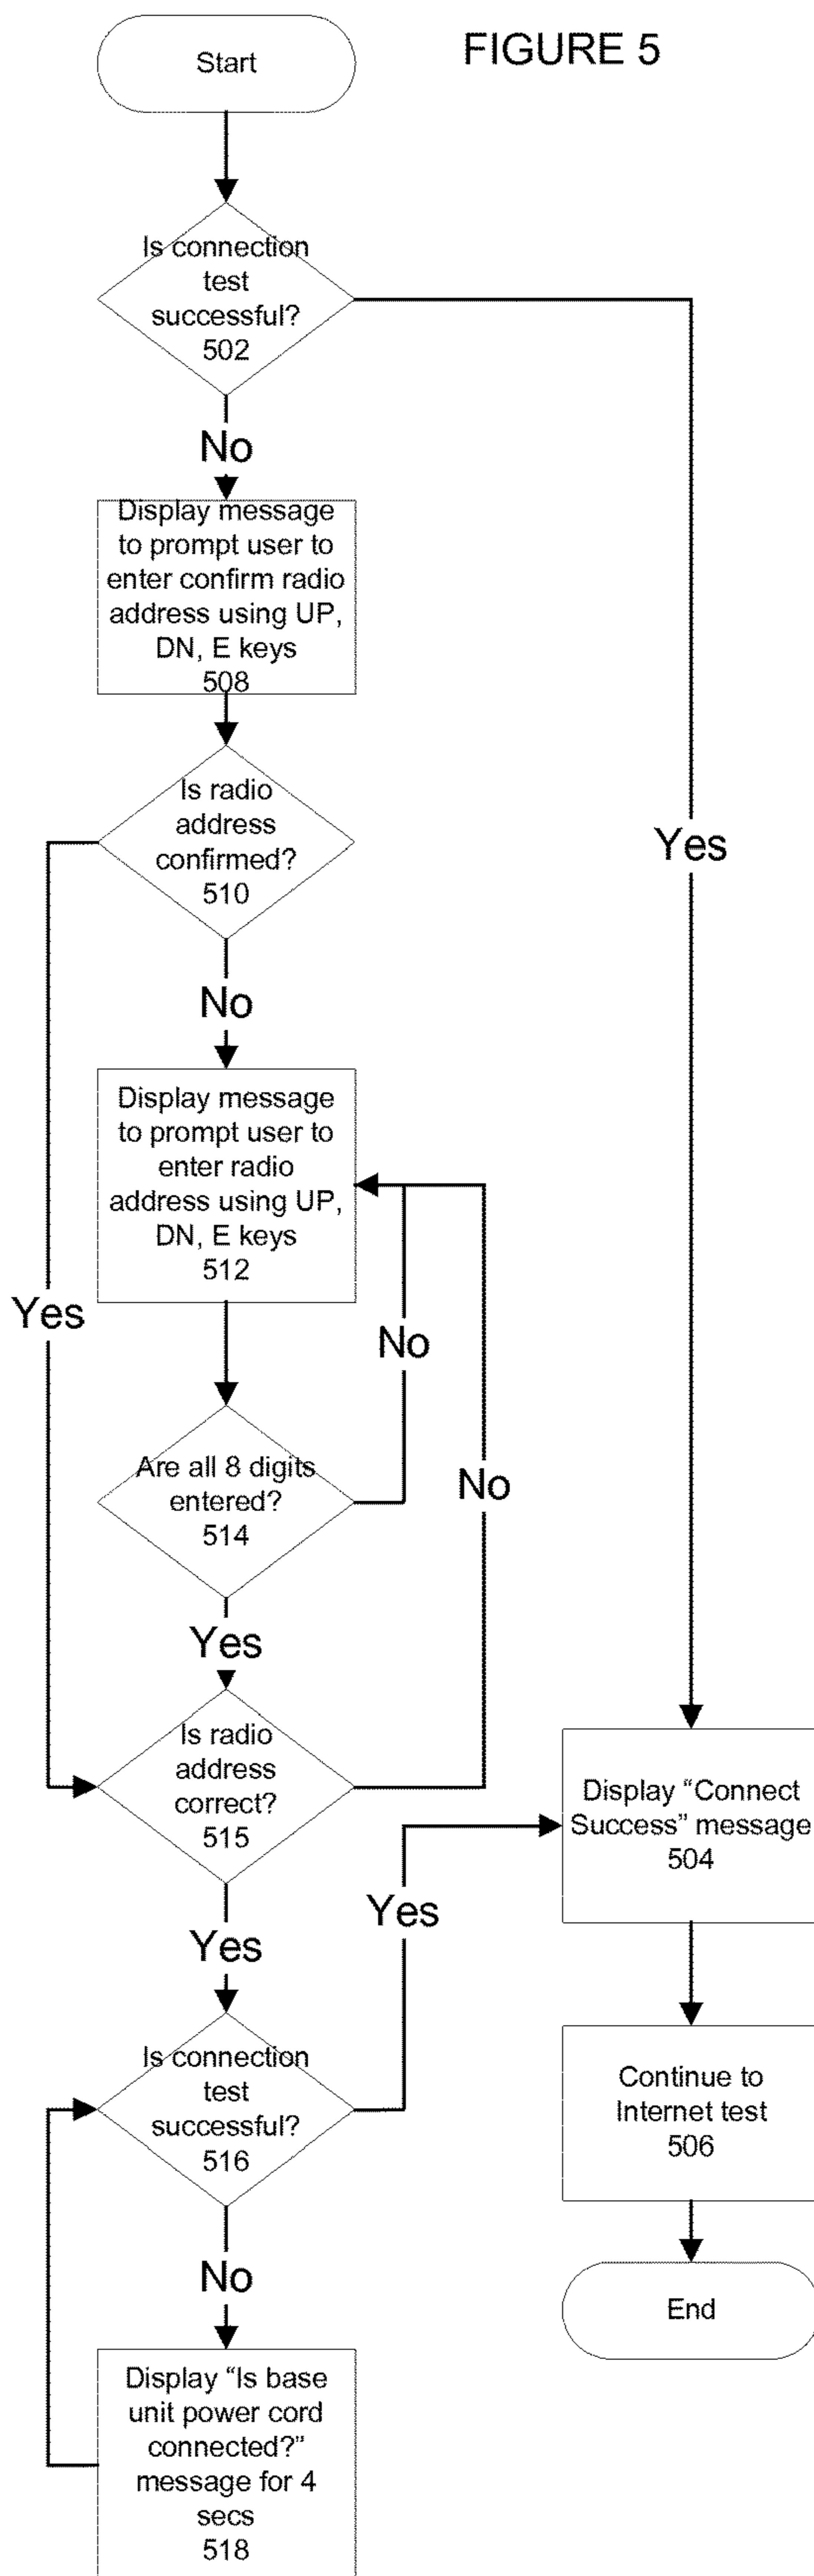 FIGURE 5
Start
Is connection
test
successful?
502
No
Display message
to prompt user to
enter confirm radio
address using UP,
DN, E keys
508
Is radio
address
confirmed?
510
Yes
No
Display message
to prompt user to
enter radio
address using UP,
DN, E keys
512
Yes
No
Are all 8 digits
entered?
514
No
Yes
Is radio
address
correct?
515
Display “Connect
Success” message
504
Yes
Yes
Is connection
test
successful?
516
Continue to
Internet test
506
No
End
Display “Is base
unit power cord
connected?”
message for 4
secs
518